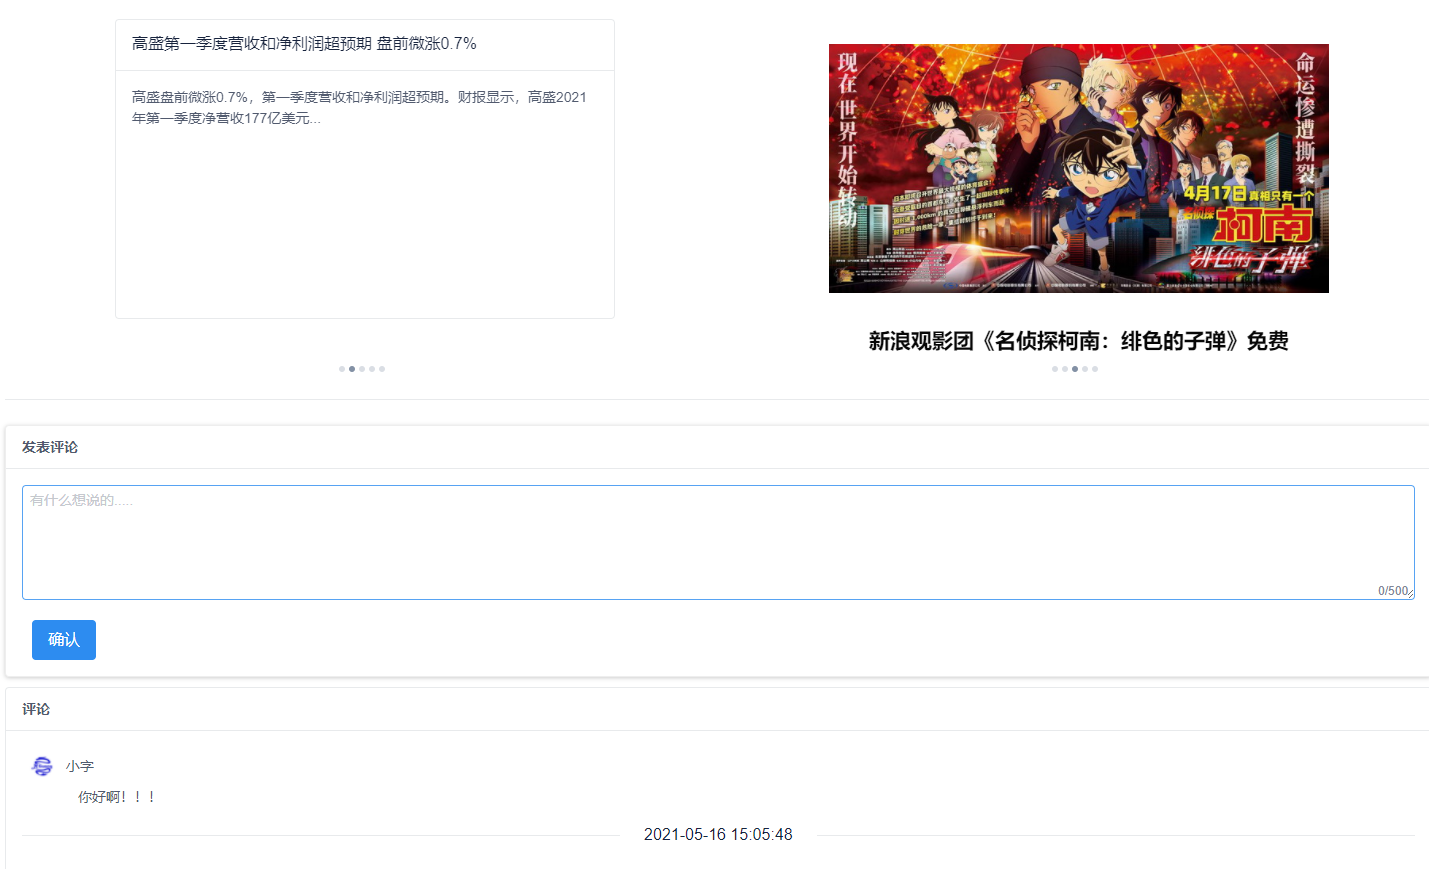 高盛第一季度营收和净利润超预期 盘前微涨0.7%
高盛盘前微涨0.7%，第一季度营收和净利润超预期。财报显示，高盛2021
年第一季度净营收177亿美元...
现在 世界开始转动
命运惨遭撕裂
4月17日真相只有一个
名侦探
柯南
绯色的子弹
新浪观影团《名侦探柯南：绯色的子弹》免费
发表评论
有什么想说的.....
0/500
确认
评论
小字
你好啊！！！
2021-05-16 15:05:48